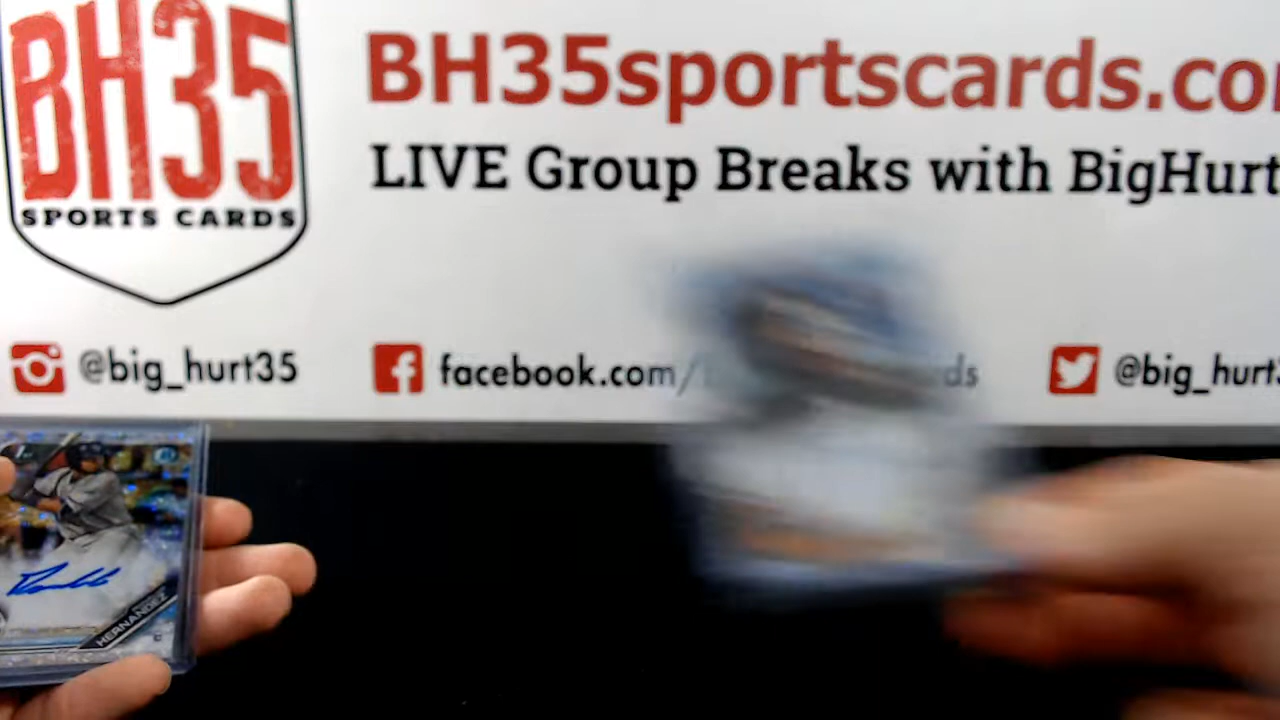 BH35
SPORTS CARDS
BH35sportscards.co
LIVE Group Breaks with BigHurt
@big_hurt35
facebook.com/
ds
@big_hurt
HERNANDEZ